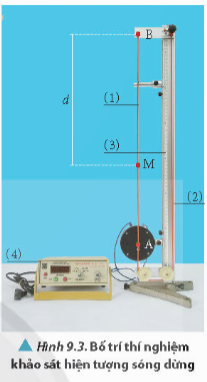 B
d
(1)
(3)
M
(2)
(4)
A
▲ Hình 9.3. Bố trí thí nghiệm
khảo sát hiện tượng sóng dừng